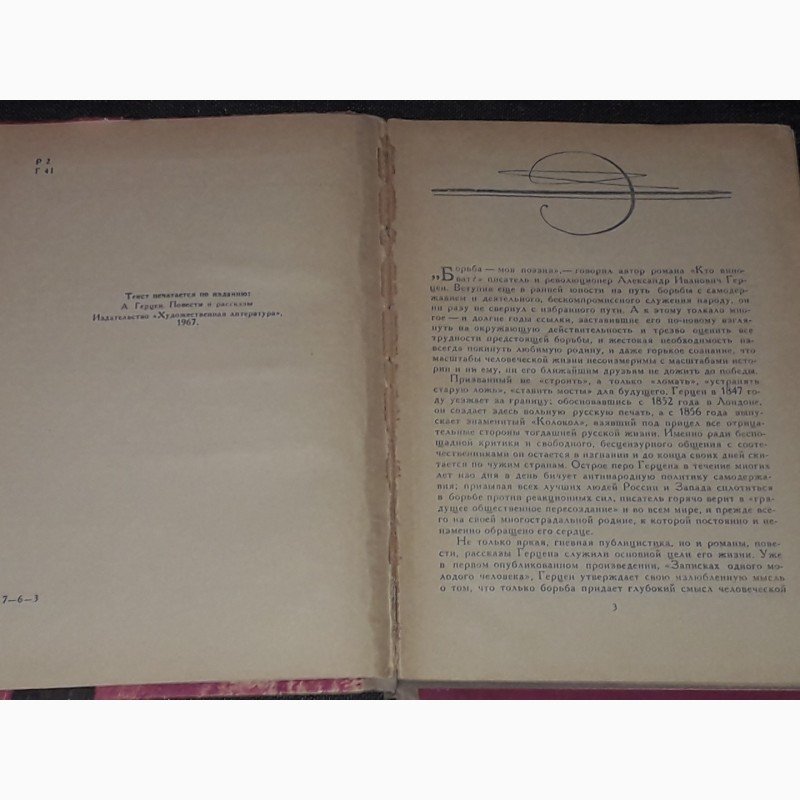 Р 2
Г 41
Текст печатается по изданию:
А. Герцен. Повести и рассказы
Издательство «Художественная литература»,
1967.
7—6—3
„Борьба — моя поэзия»,— говорил автор романа «Кто вино-
ват?» писатель и революционер Александр Иванович Гер-
цен. Вступив еще в ранней юности на путь борьбы с самодер-
жавием и деятельного, бескомпромиссного служения народу, он
ни разу не свернул с избранного пути. А к этому толкало мно-
гое — и долгие годы ссылки, заставившие его по-новому взгля-
нуть на окружающую действительность и трезво оценить все
трудности предстоящей борьбы, и жестокая необходимость на-
всегда покинуть любимую родину, и даже горькое сознание, что
масштабы человеческой жизни несоизмеримы с масштабами исто-
рии и ни ему, ни его ближайшим друзьям не дожить до победы.
Призванный не «строить», а только «ломать», «устранять
старую ложь», «ставить мосты» для будущего, Герцен в 1847 го-
ду уезжает за границу; обосновавшись с 1852 года в Лондоне,
он создает здесь вольную русскую печать, а с 1856 года выпу-
скает знаменитый «Колокол», взявший под прицел все отрица-
тельные стороны тогдашней русской жизни. Именно ради беспо-
щадной критики и свободного, бесцензурного общения с сооте-
чественниками он остается в изгнании и до конца своих дней ски-
тается по чужим странам. Острое перо Герцена в течение многих
лет изо дня в день бичует антинародную политику самодержа-
вия; призывая всех лучших людей России и Запада сплотиться
в борьбе против реакционных сил, писатель горячо верит в «гря-
дущее общественное пересоздание» и во всем мире, и прежде все-
го на своей многострадальной родине, к которой постоянно и не-
изменно обращено его сердце.
Не только яркая, гневная публицистика, но и романы, пове-
сти, рассказы Герцена служили основной цели его жизни. Уже
в первом опубликованном произведении, «Записках одного мо-
лодого человека», Герцен утверждает свою излюбленную мысль
о том, что только борьба придает глубокий смысл человеческой
3